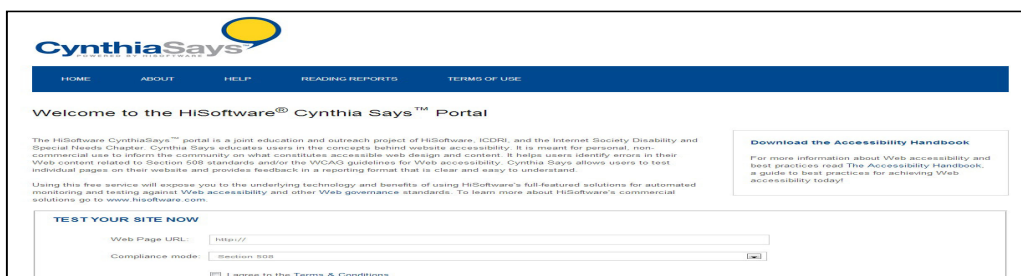 CynthiaSays™
POWERED BY HISOFTWARE
HOME ABOUT HELP READING REPORTS TERMS OF USE
Welcome to the HiSoftware® Cynthia Says™ Portal
The HiSoftware CynthiaSays™ portal is a joint education and outreach project of HiSoftware, ICDRI, and the Internet Society Disability and
Special Needs Chapter. Cynthia Says educates users in the concepts behind website accessibility. It is meant for personal, non-
commercial use to inform the community on what constitutes accessible web design and content. It helps users identify errors in their
Web content related to Section 508 standards and/or the WCAG guidelines for Web accessibility. Cynthia Says allows users to test
individual pages on their website and provides feedback in a reporting format that is clear and easy to understand.
Using this free service will expose you to the underlying technology and benefits of using HiSoftware's full-featured solutions for automated
monitoring and testing against Web accessibility and other Web governance standards. To learn more about HiSoftware's commercial
solutions go to www.hisoftware.com.
Download the Accessibility Handbook
For more information about Web accessibility and
best practices read The Accessibility Handbook,
a guide to best practices for achieving Web
accessibility today!
TEST YOUR SITE NOW
Web Page URL: http://
Compliance mode: Section 508
I agree to the Terms & Conditions